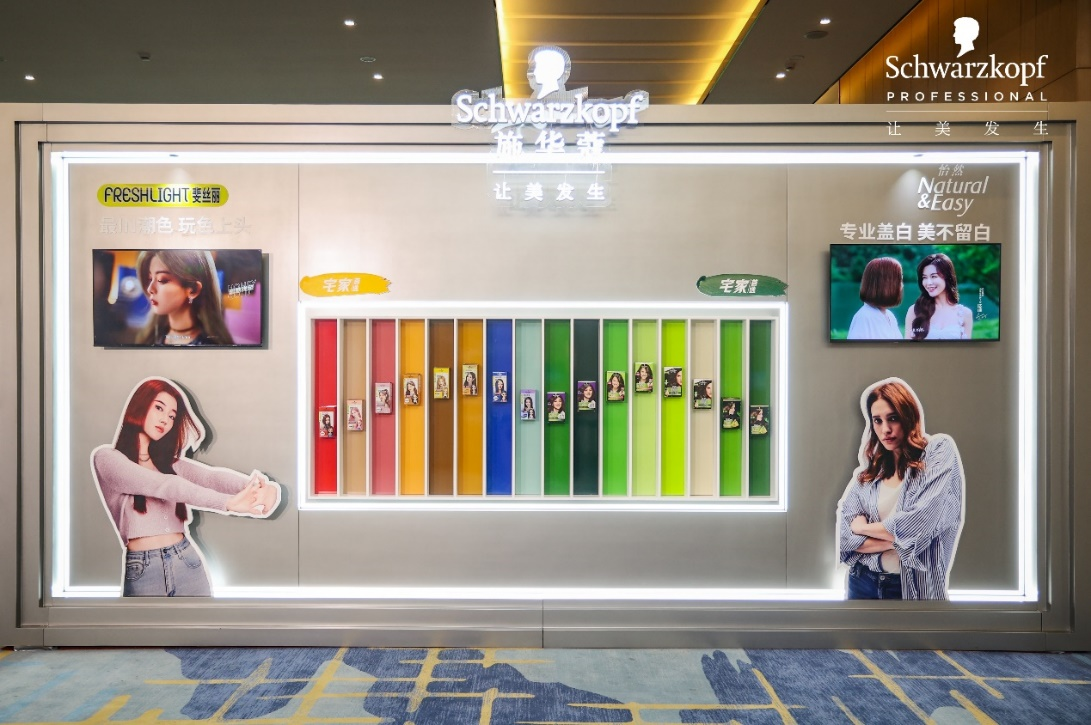 Schwarzkopf
PROFESSIONAL
让美发生
Schwarzkopf
施华蔻
让美发生
FRESHLIGHT 斐丝丽
潮色 玩色上头
怡然
Natural
&Easy
专业盖白 美不留白
宅家
宅家